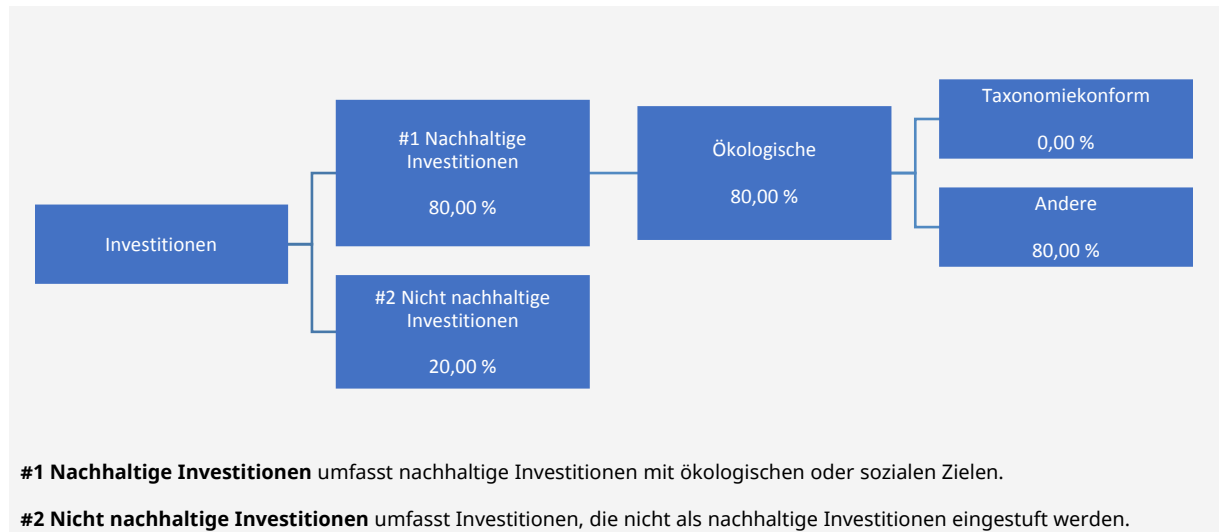 Investitionen
#1 Nachhaltige
Investitionen
80,00 %
#2 Nicht nachhaltige
Investitionen
20,00 %
Ökologische
80,00 %
Taxonomiekonform
0,00 %
Andere
80,00 %
#1 Nachhaltige Investitionen umfasst nachhaltige Investitionen mit ökologischen oder sozialen Zielen.
#2 Nicht nachhaltige Investitionen umfasst Investitionen, die nicht als nachhaltige Investitionen eingestuft werden.